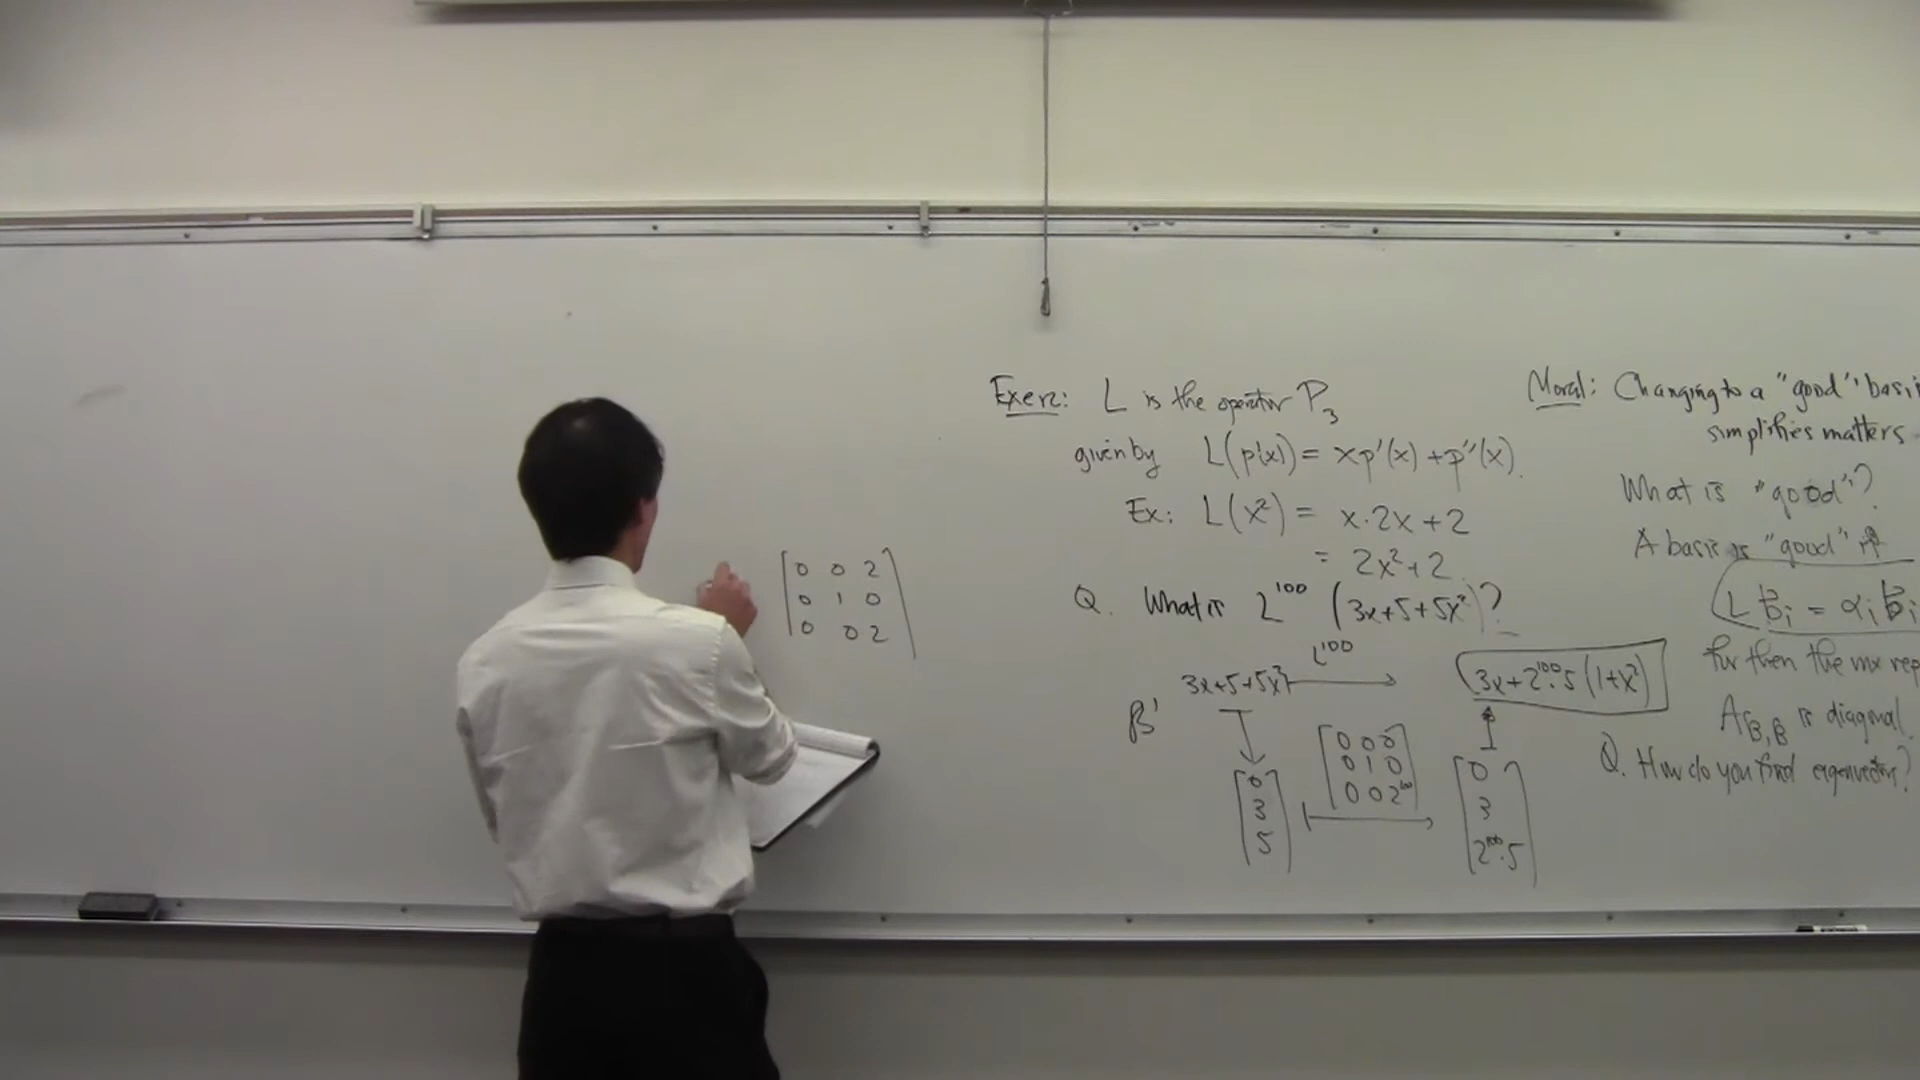 [0 0 2
0 1 0
0 0 2]
Exerc: L is the operator P₃
given by L(p(x)) = xp'(x) + p''(x).
Ex: L(x²) = x·2x+2
= 2x²+2
Q. What is L¹⁰⁰ (3x+5+5x²)?
L¹⁰⁰
3x+5+5x² → 3x+2¹⁰⁰·5(1+x²)
B'
[0 0 0
0 1 0
0 0 2¹⁰⁰]
[0
3
5]
[0
3
2¹⁰⁰·5]
Moral: Changing to a "good" basi
simplifies matters
What is "good"?
A basis is "good" if
L b⃗ᵢ = αᵢ b⃗ᵢ
for then the mx rep
A_B,B is diagonal.
Q. How do you find eigenvectors?